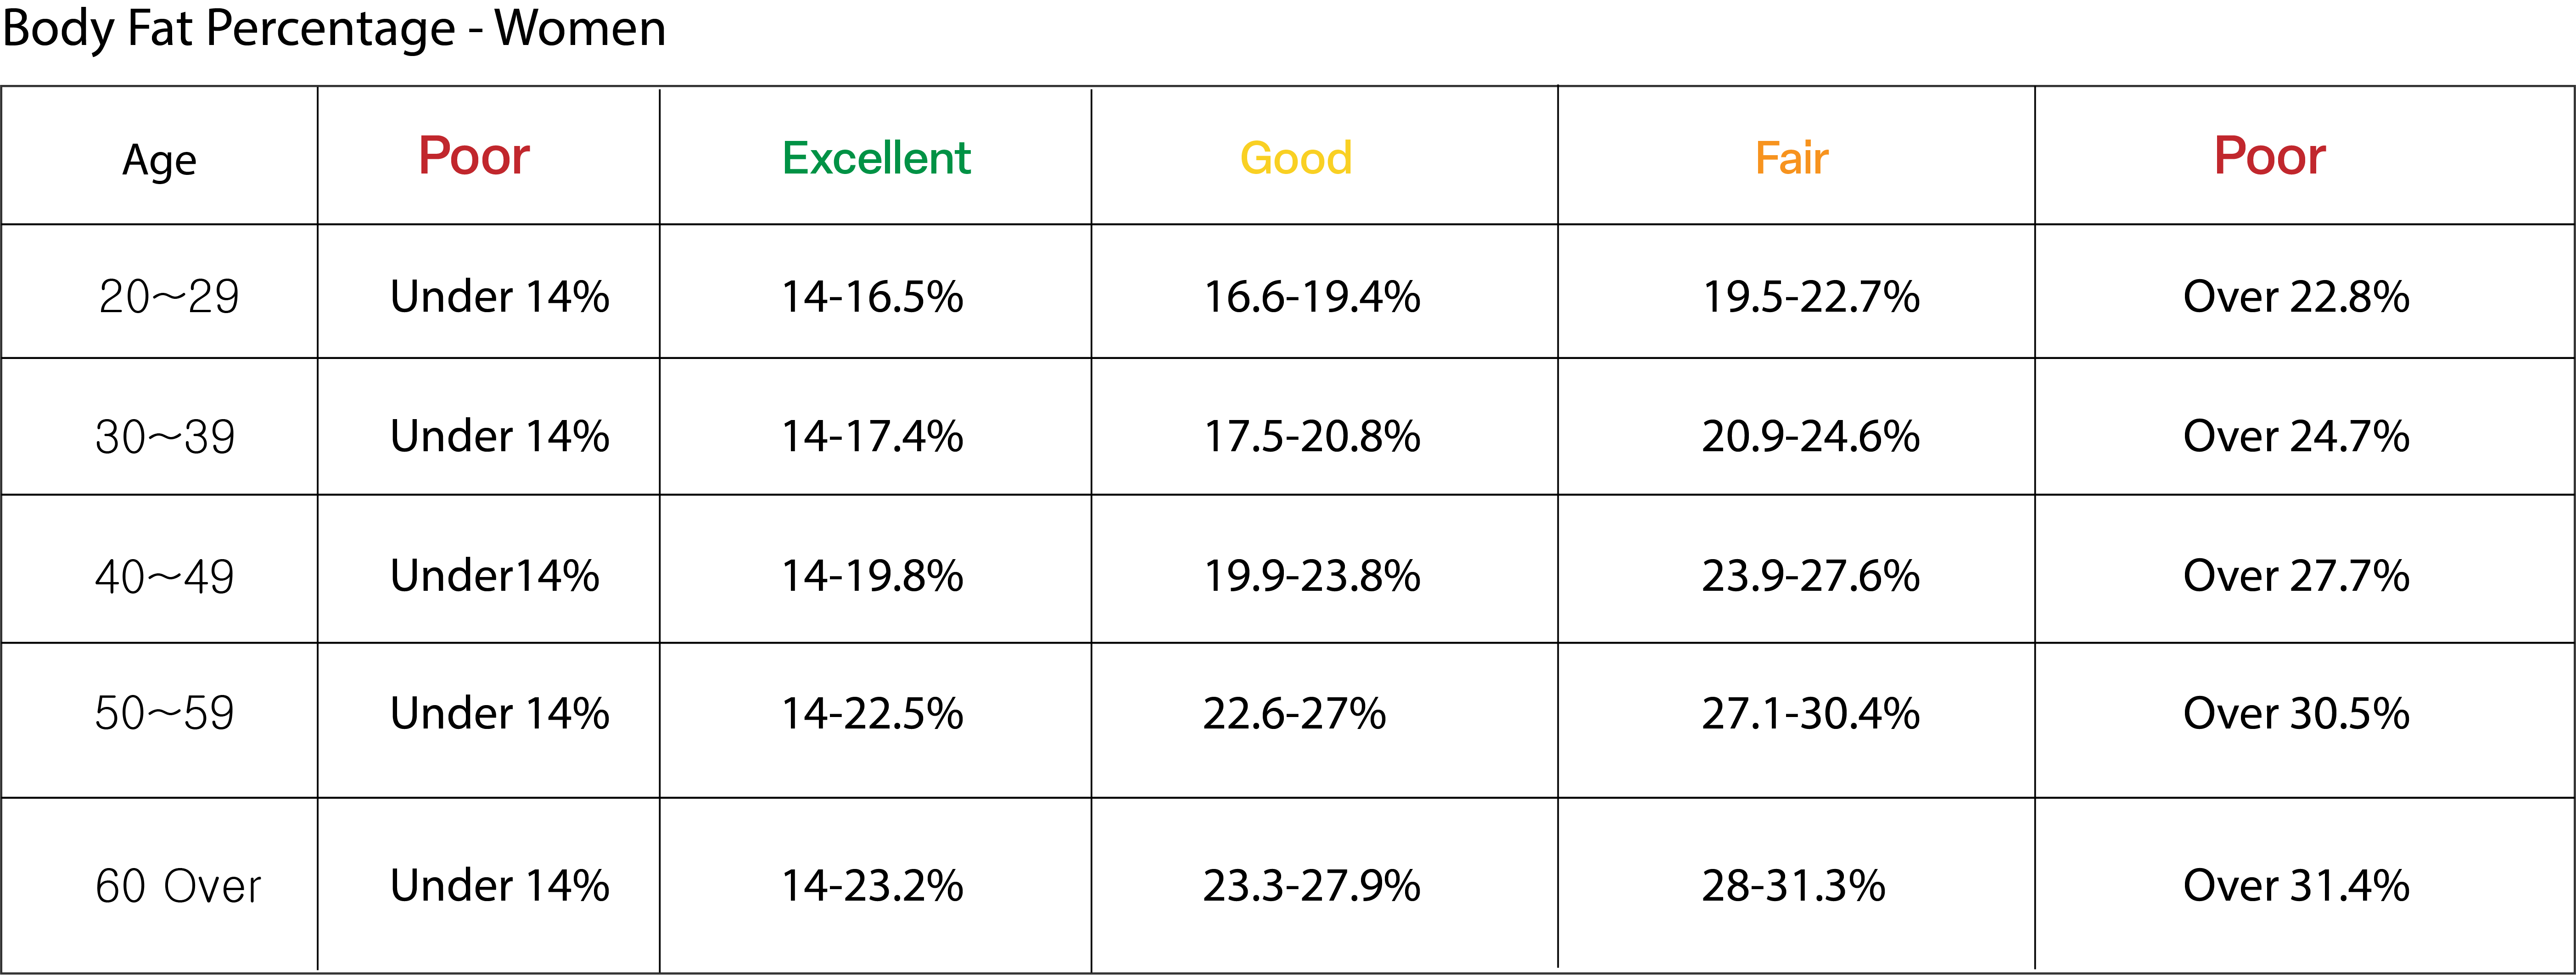 Body Fat Percentage - Women
Age Poor Excellent Good Fair Poor
20~29 Under 14% 14-16.5% 16.6-19.4% 19.5-22.7% Over 22.8%
30~39 Under 14% 14-17.4% 17.5-20.8% 20.9-24.6% Over 24.7%
40~49 Under14% 14-19.8% 19.9-23.8% 23.9-27.6% Over 27.7%
50~59 Under 14% 14-22.5% 22.6-27% 27.1-30.4% Over 30.5%
60 Over Under 14% 14-23.2% 23.3-27.9% 28-31.3% Over 31.4%